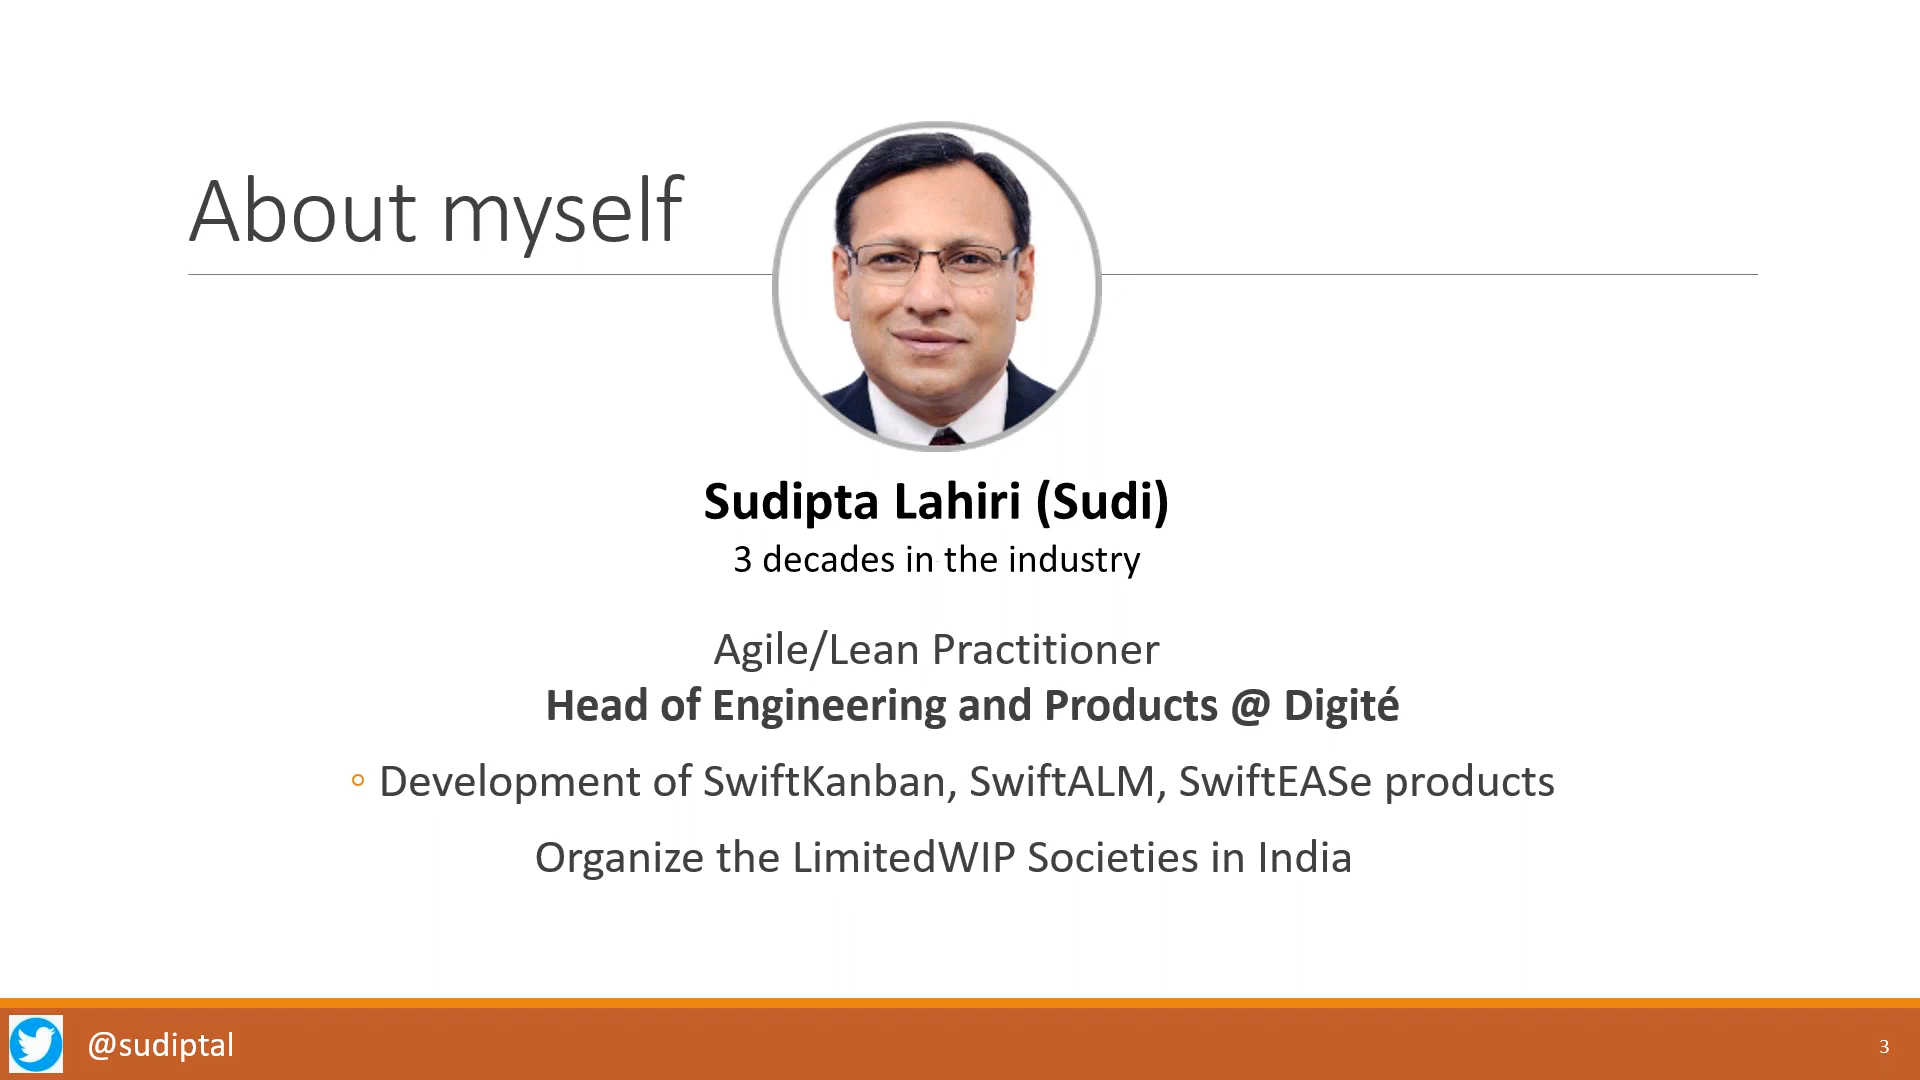 About myself
Sudipta Lahiri (Sudi)
3 decades in the industry
Agile/Lean Practitioner
Head of Engineering and Products @ Digité
◦ Development of SwiftKanban, SwiftALM, SwiftEASe products
Organize the LimitedWIP Societies in India
@sudiptal
3